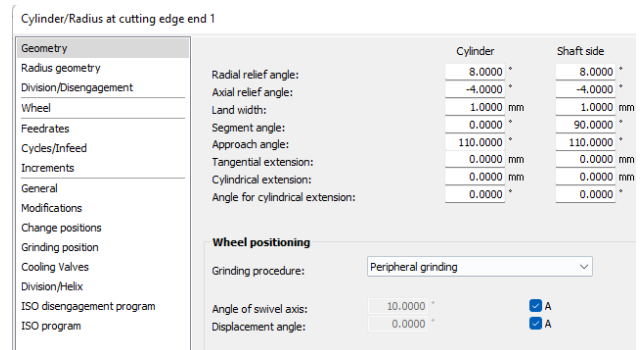 Cylinder/Radius at cutting edge end 1
Geometry
Radius geometry
Division/Disengagement
Wheel
Feedrates
Cycles/Infeed
Increments
General
Modifications
Change positions
Grinding position
Cooling Valves
Division/Helix
ISO disengagement program
ISO program
Cylinder Shaft side
Radial relief angle: 8.0000 ° 8.0000 °
Axial relief angle: -4.0000 ° -4.0000 °
Land width: 1.0000 mm 1.0000 mm
Segment angle: 0.0000 ° 90.0000 °
Approach angle: 110.0000 ° 110.0000 °
Tangential extension: 0.0000 mm 0.0000 mm
Cylindrical extension: 0.0000 mm 0.0000 mm
Angle for cylindrical extension: 0.0000 ° 0.0000 °
Wheel positioning
Grinding procedure: Peripheral grinding
Angle of swivel axis: 10.0000 ° A
Displacement angle: 0.0000 ° A